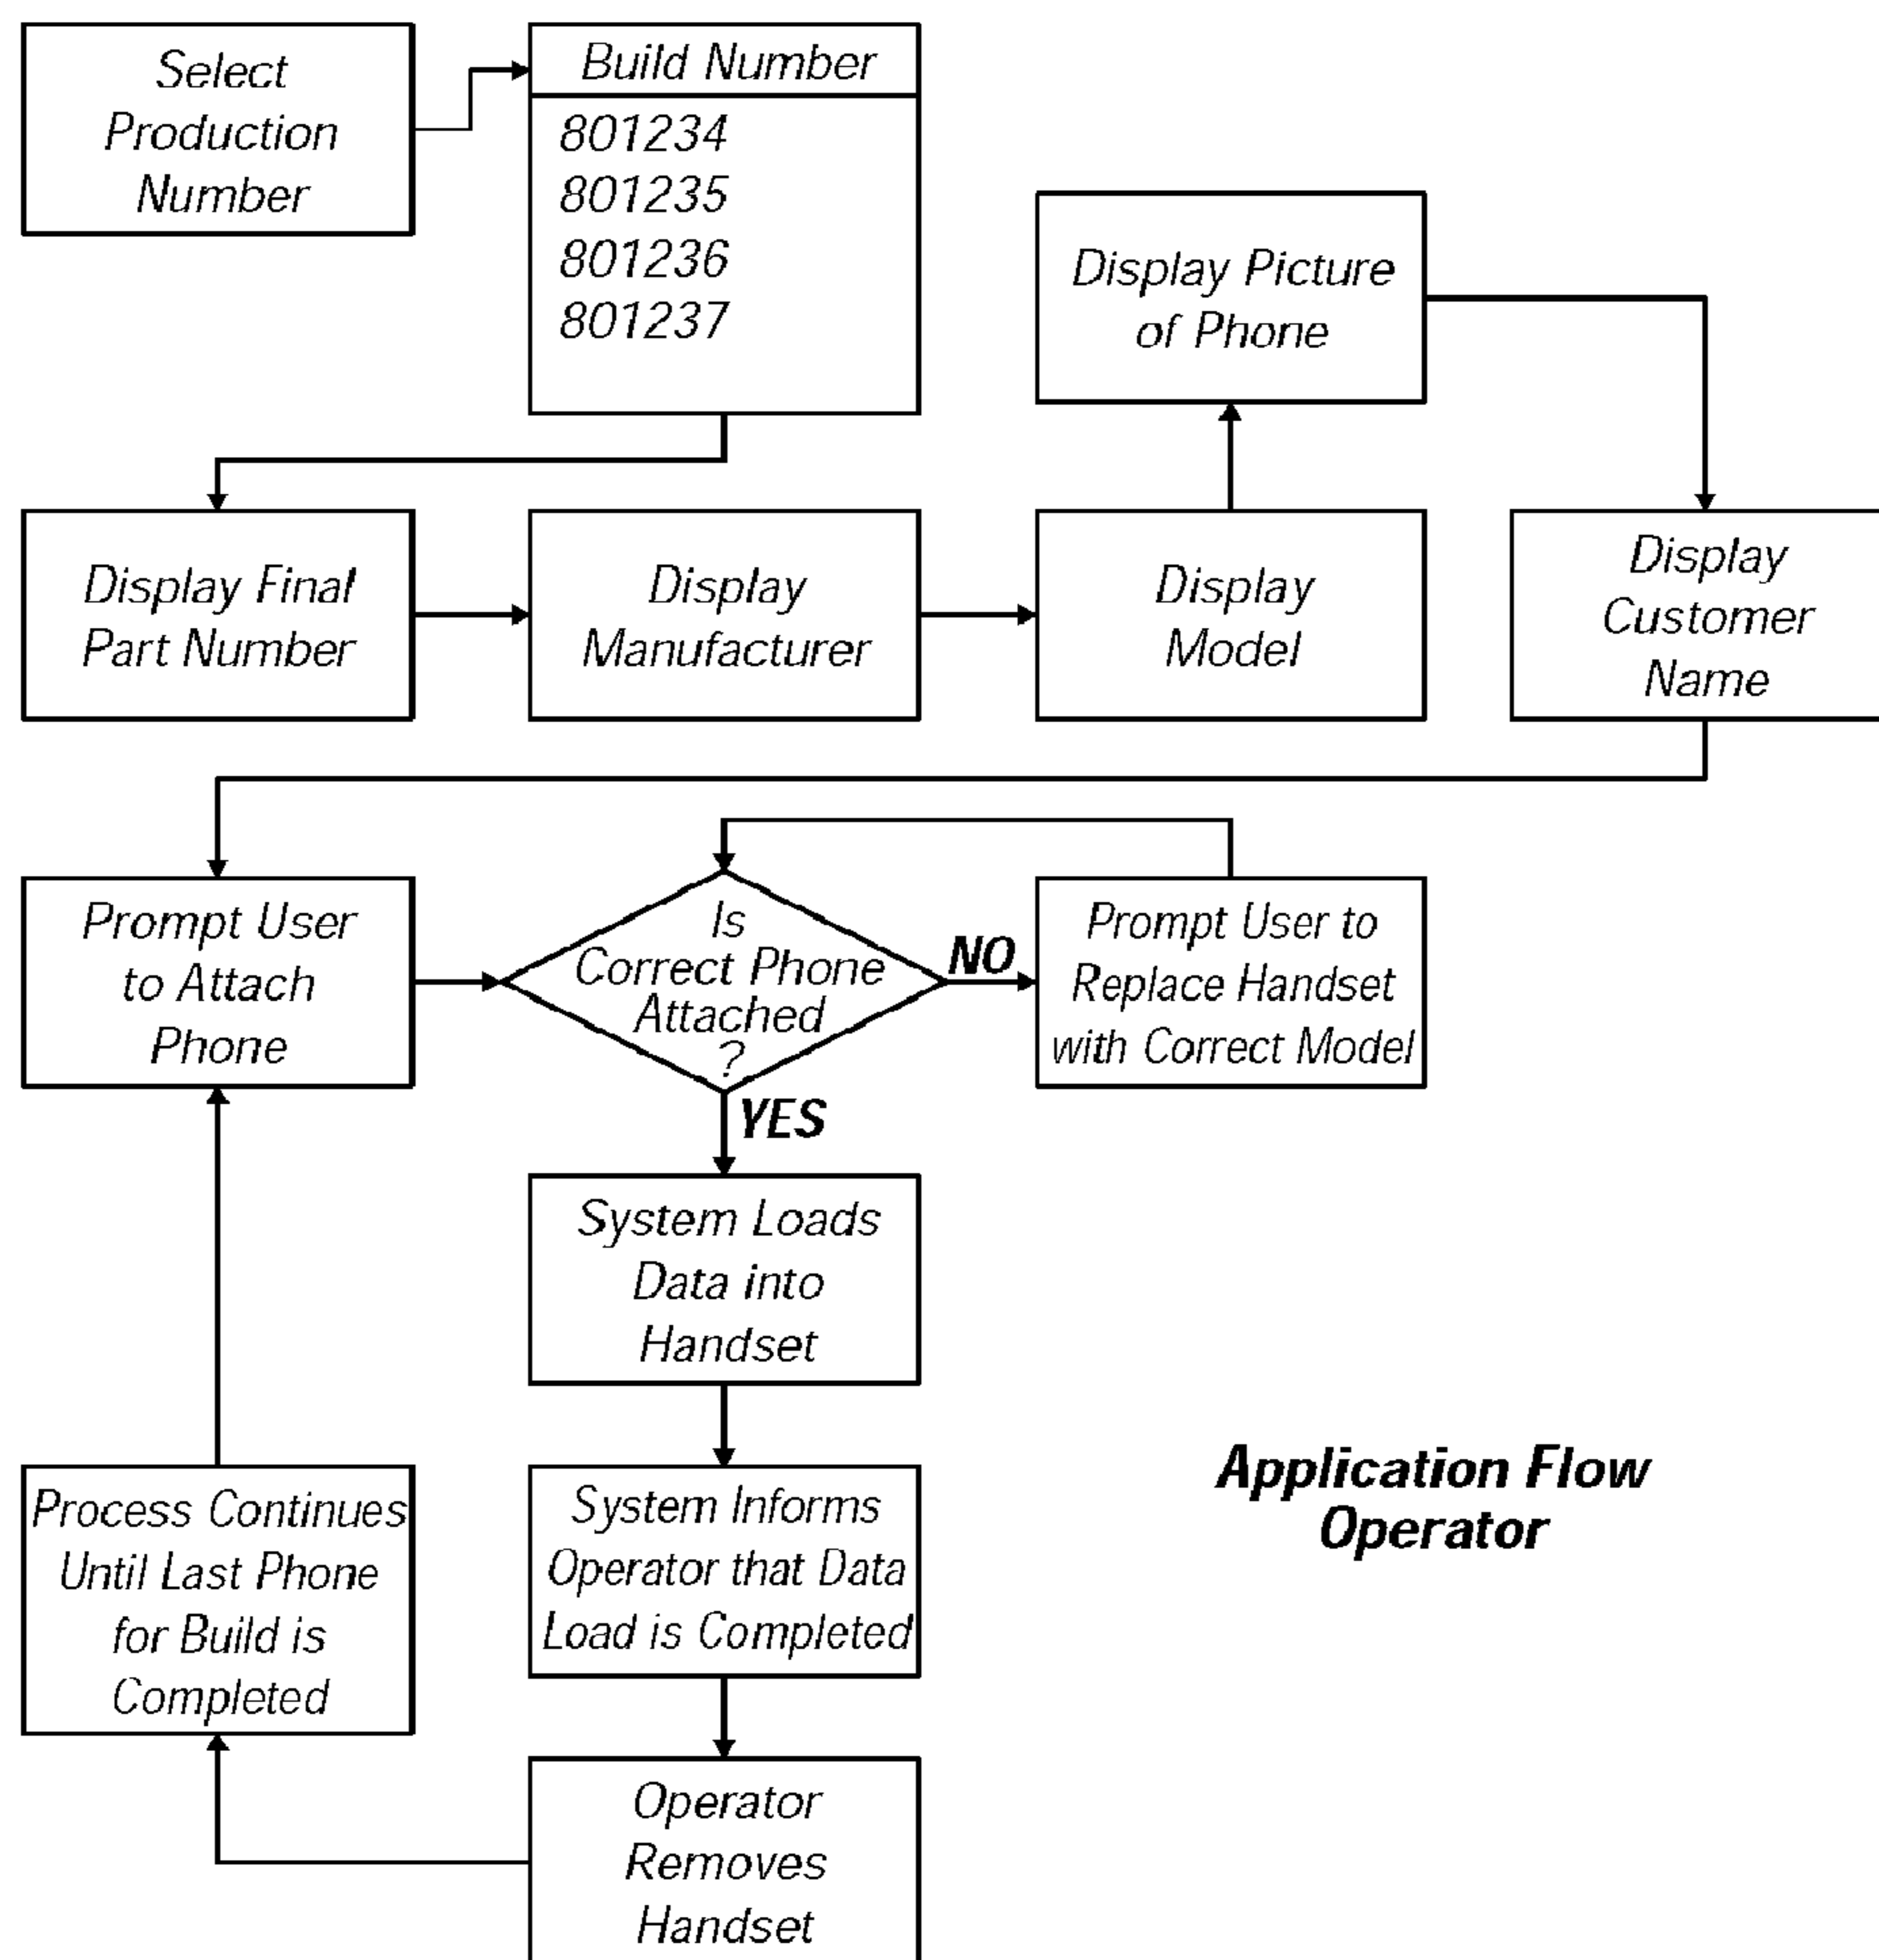 Select
Production
Number
Build Number
801234
801235
801236
801237
Display Picture
of Phone
Display Final
Part Number
Display
Manufacturer
Display
Model
Display
Customer
Name
Prompt User
to Attach
Phone
Is
Correct Phone
Attached
?
NO
Prompt User to
Replace Handset
with Correct Model
YES
System Loads
Data into
Handset
Process Continues
Until Last Phone
for Build is
Completed
System Informs
Operator that Data
Load is Completed
Operator
Removes
Handset
Application Flow
Operator